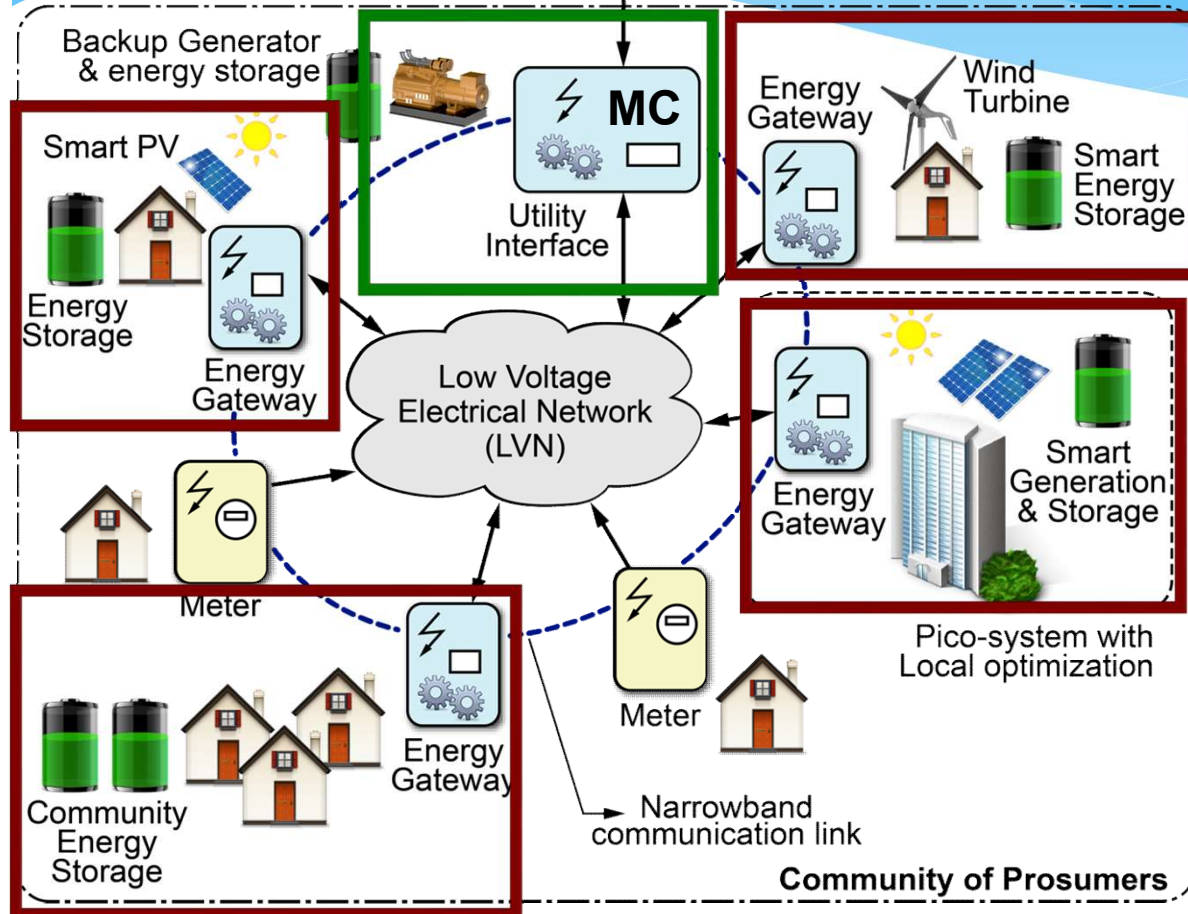 Backup Generator
& energy storage
MC
Utility
Interface
Energy
Gateway
Wind
Turbine
Smart
Energy
Storage
Smart PV
Energy
Storage
Energy
Gateway
Low Voltage
Electrical Network
(LVN)
Energy
Gateway
Smart
Generation
& Storage
Meter
Pico-system with
Local optimization
Meter
Energy
Gateway
Community
Energy
Storage
Narrowband
communication link
Community of Prosumers